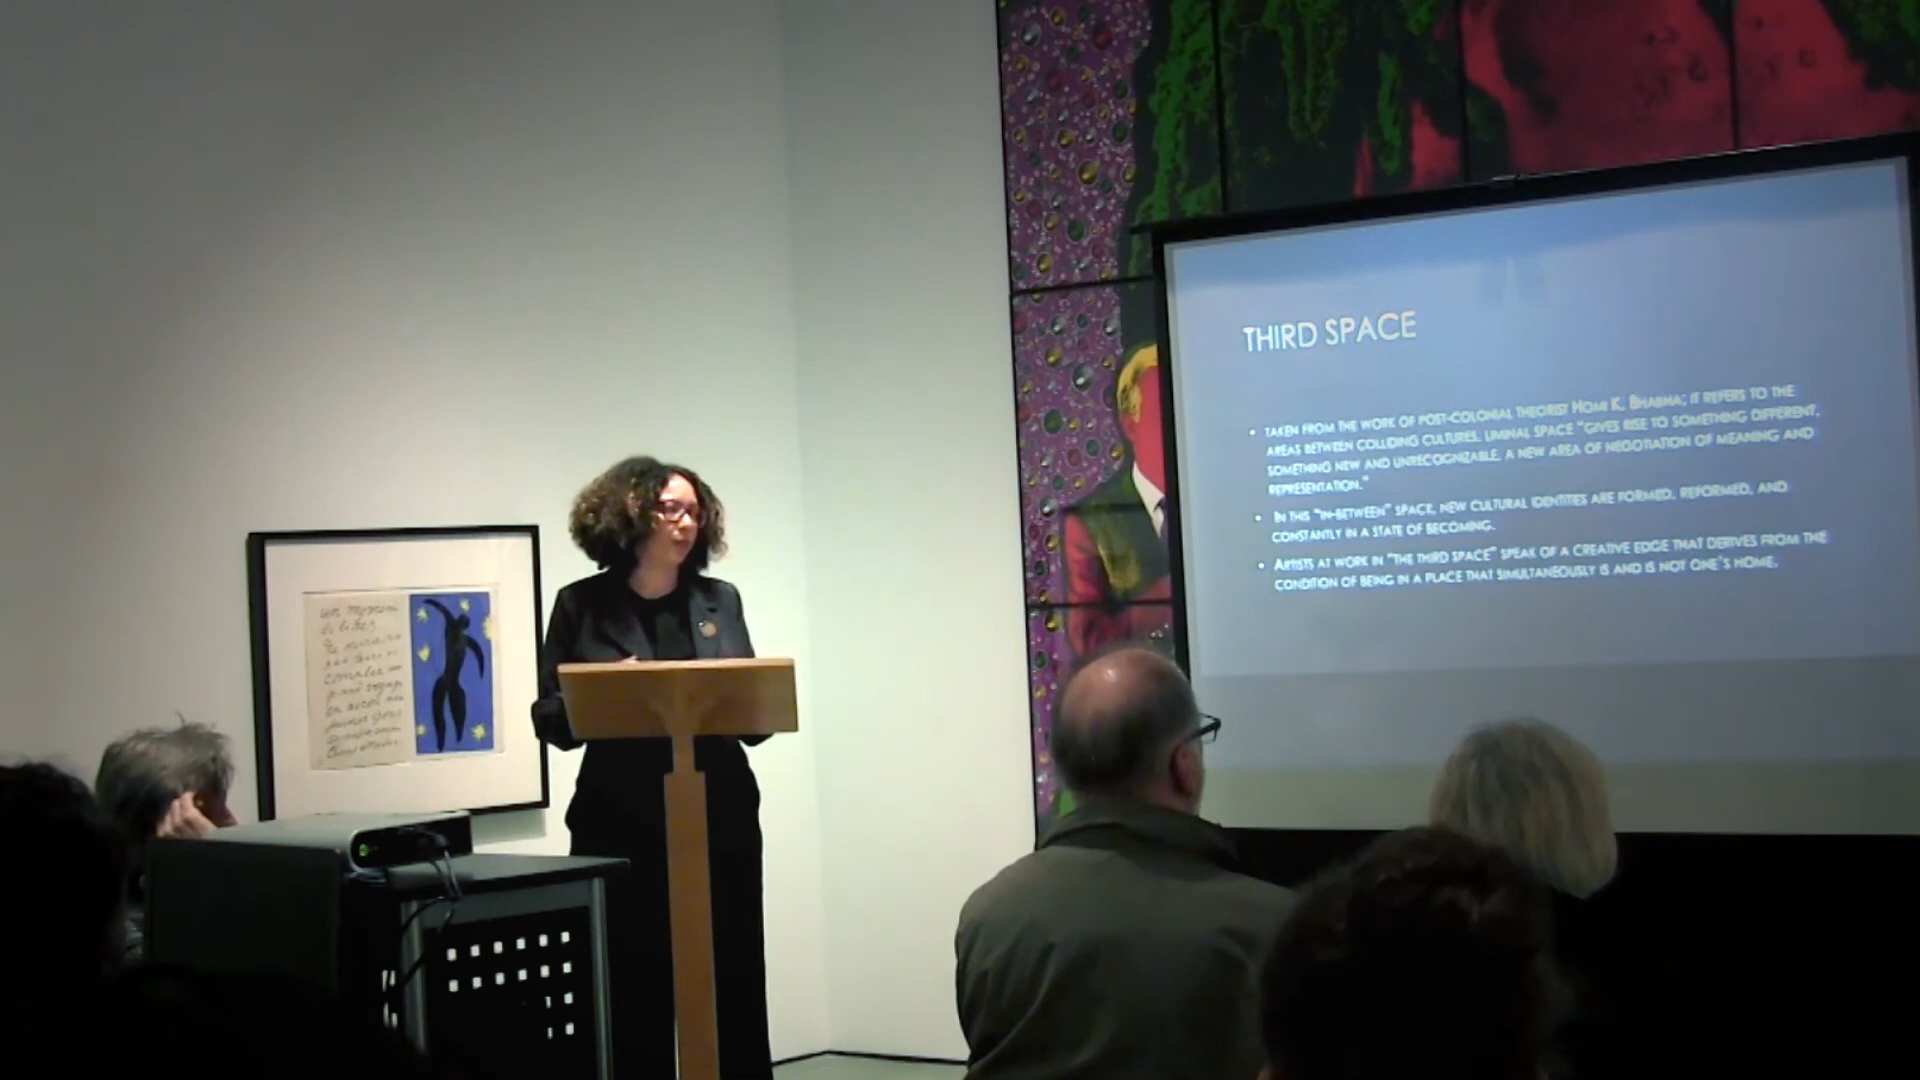 THIRD SPACE
• TAKEN FROM THE WORK OF POST-COLONIAL THEORIST HOMI K. BHABHA; IT REFERS TO THE
AREAS BETWEEN COLLIDING CULTURES, LIMINAL SPACE "GIVES RISE TO SOMETHING DIFFERENT,
SOMETHING NEW AND UNRECOGNIZABLE, A NEW AREA OF NEGOTIATION OF MEANING AND
REPRESENTATION."
• IN THIS "IN-BETWEEN" SPACE, NEW CULTURAL IDENTITIES ARE FORMED, REFORMED, AND
CONSTANTLY IN A STATE OF BECOMING.
• ARTISTS AT WORK IN "THE THIRD SPACE" SPEAK OF A CREATIVE EDGE THAT DERIVES FROM THE
CONDITION OF BEING IN A PLACE THAT SIMULTANEOUSLY IS AND IS NOT ONE'S HOME.